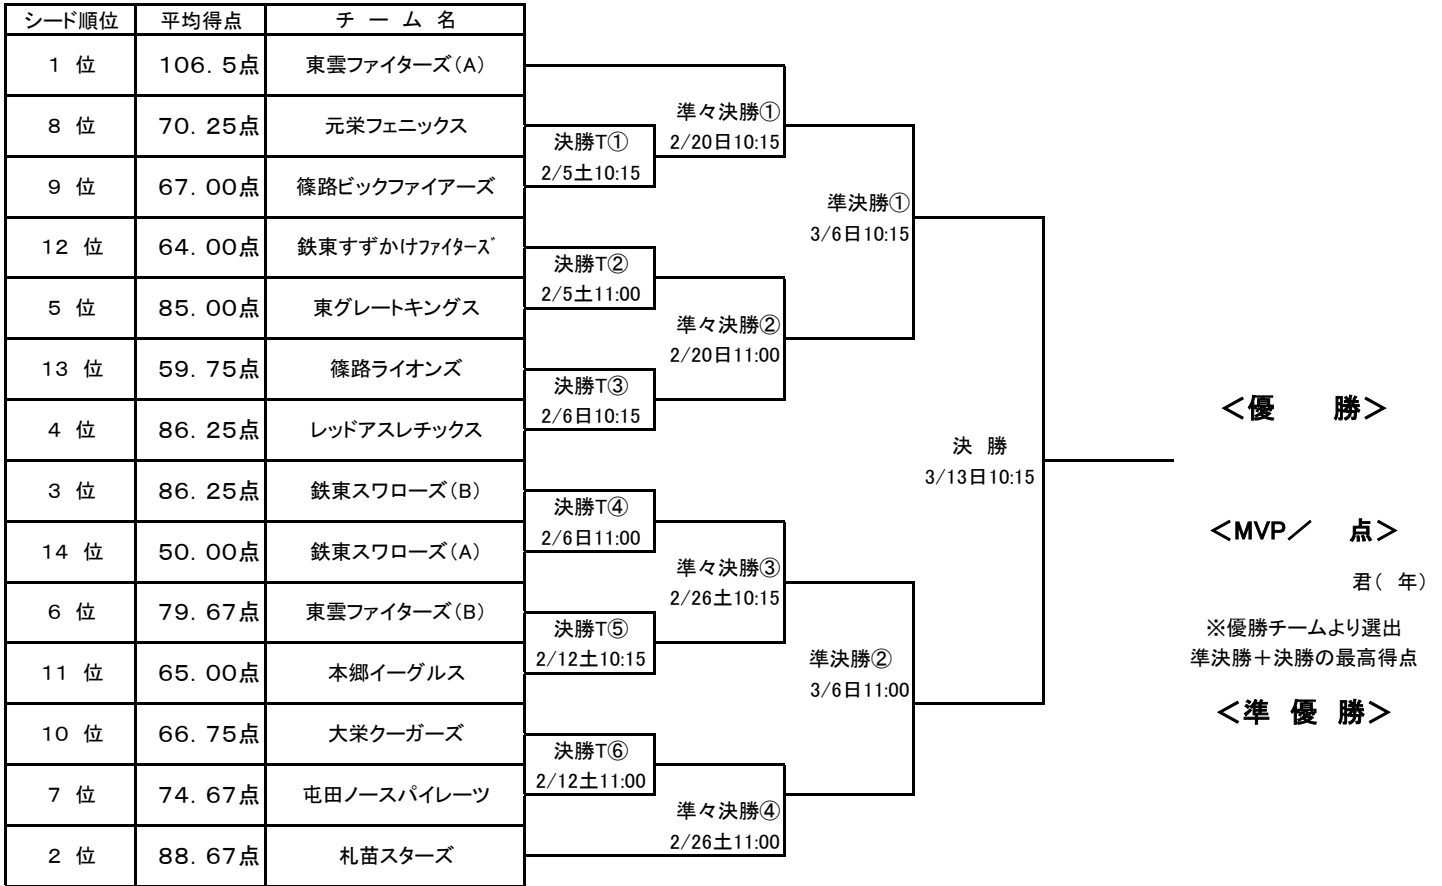 シード順位 平均得点 チ ー ム 名
1 位 106. 5点 東雲ファイターズ(A)
8 位 70. 25点 元栄フェニックス
9 位 67. 00点 篠路ビックファイアーズ
12 位 64. 00点 鉄東すずかけﾌｧｲﾀｰｽﾞ
5 位 85. 00点 東グレートキングス
13 位 59. 75点 篠路ライオンズ
4 位 86. 25点 レッドアスレチックス
3 位 86. 25点 鉄東スワローズ(B)
14 位 50. 00点 鉄東スワローズ(A)
6 位 79. 67点 東雲ファイターズ(B)
11 位 65. 00点 本郷イーグルス
10 位 66. 75点 大栄クーガーズ
7 位 74. 67点 屯田ノースパイレーツ
2 位 88. 67点 札苗スターズ
決勝T①
2/5土10:15
決勝T②
2/5土11:00
決勝T③
2/6日10:15
決勝T④
2/6日11:00
決勝T⑤
2/12土10:15
決勝T⑥
2/12土11:00
準々決勝①
2/20日10:15
準々決勝②
2/20日11:00
準々決勝③
2/26土10:15
準々決勝④
2/26土11:00
準決勝①
3/6日10:15
準決勝②
3/6日11:00
決 勝
3/13日10:15
＜優 勝＞
＜MVP／ 点＞
君( 年)
※優勝チームより選出
準決勝＋決勝の最高得点
＜準 優 勝＞